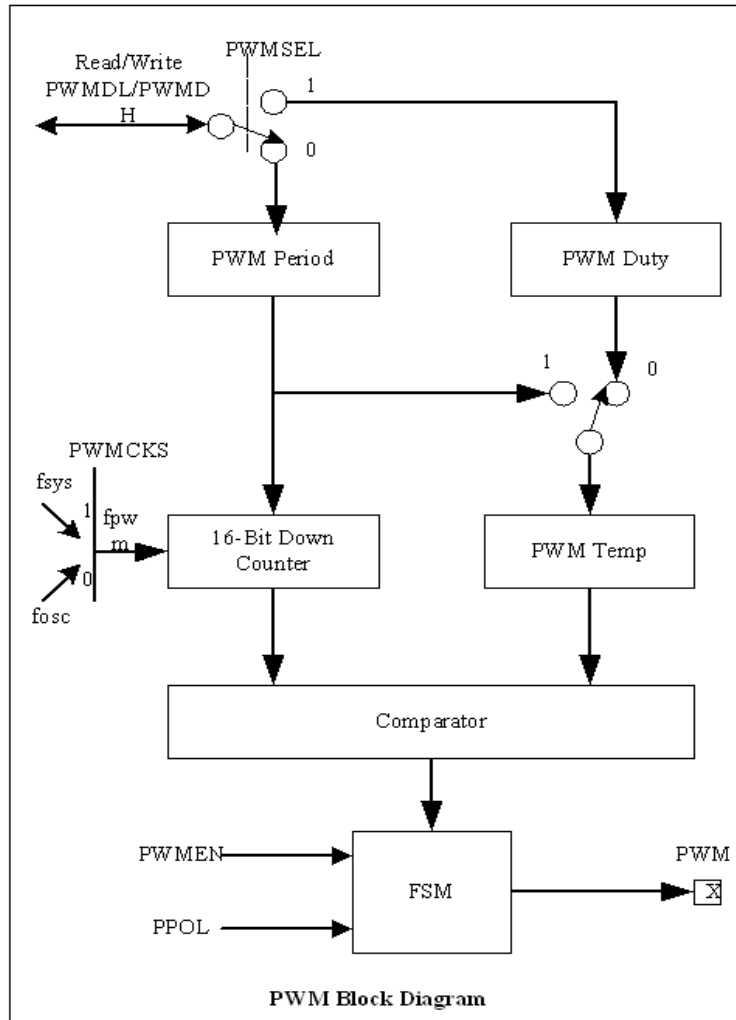 PWMSEL
Read/Write
PWMDL/PWMD
H
1
0
PWM Period
PWM Duty
1
0
PWMCKS
fsys
1
fpw
m
0
fosc
16-Bit Down
Counter
PWM Temp
Comparator
PWMEN
PPOL
FSM
PWM
X
PWM Block Diagram